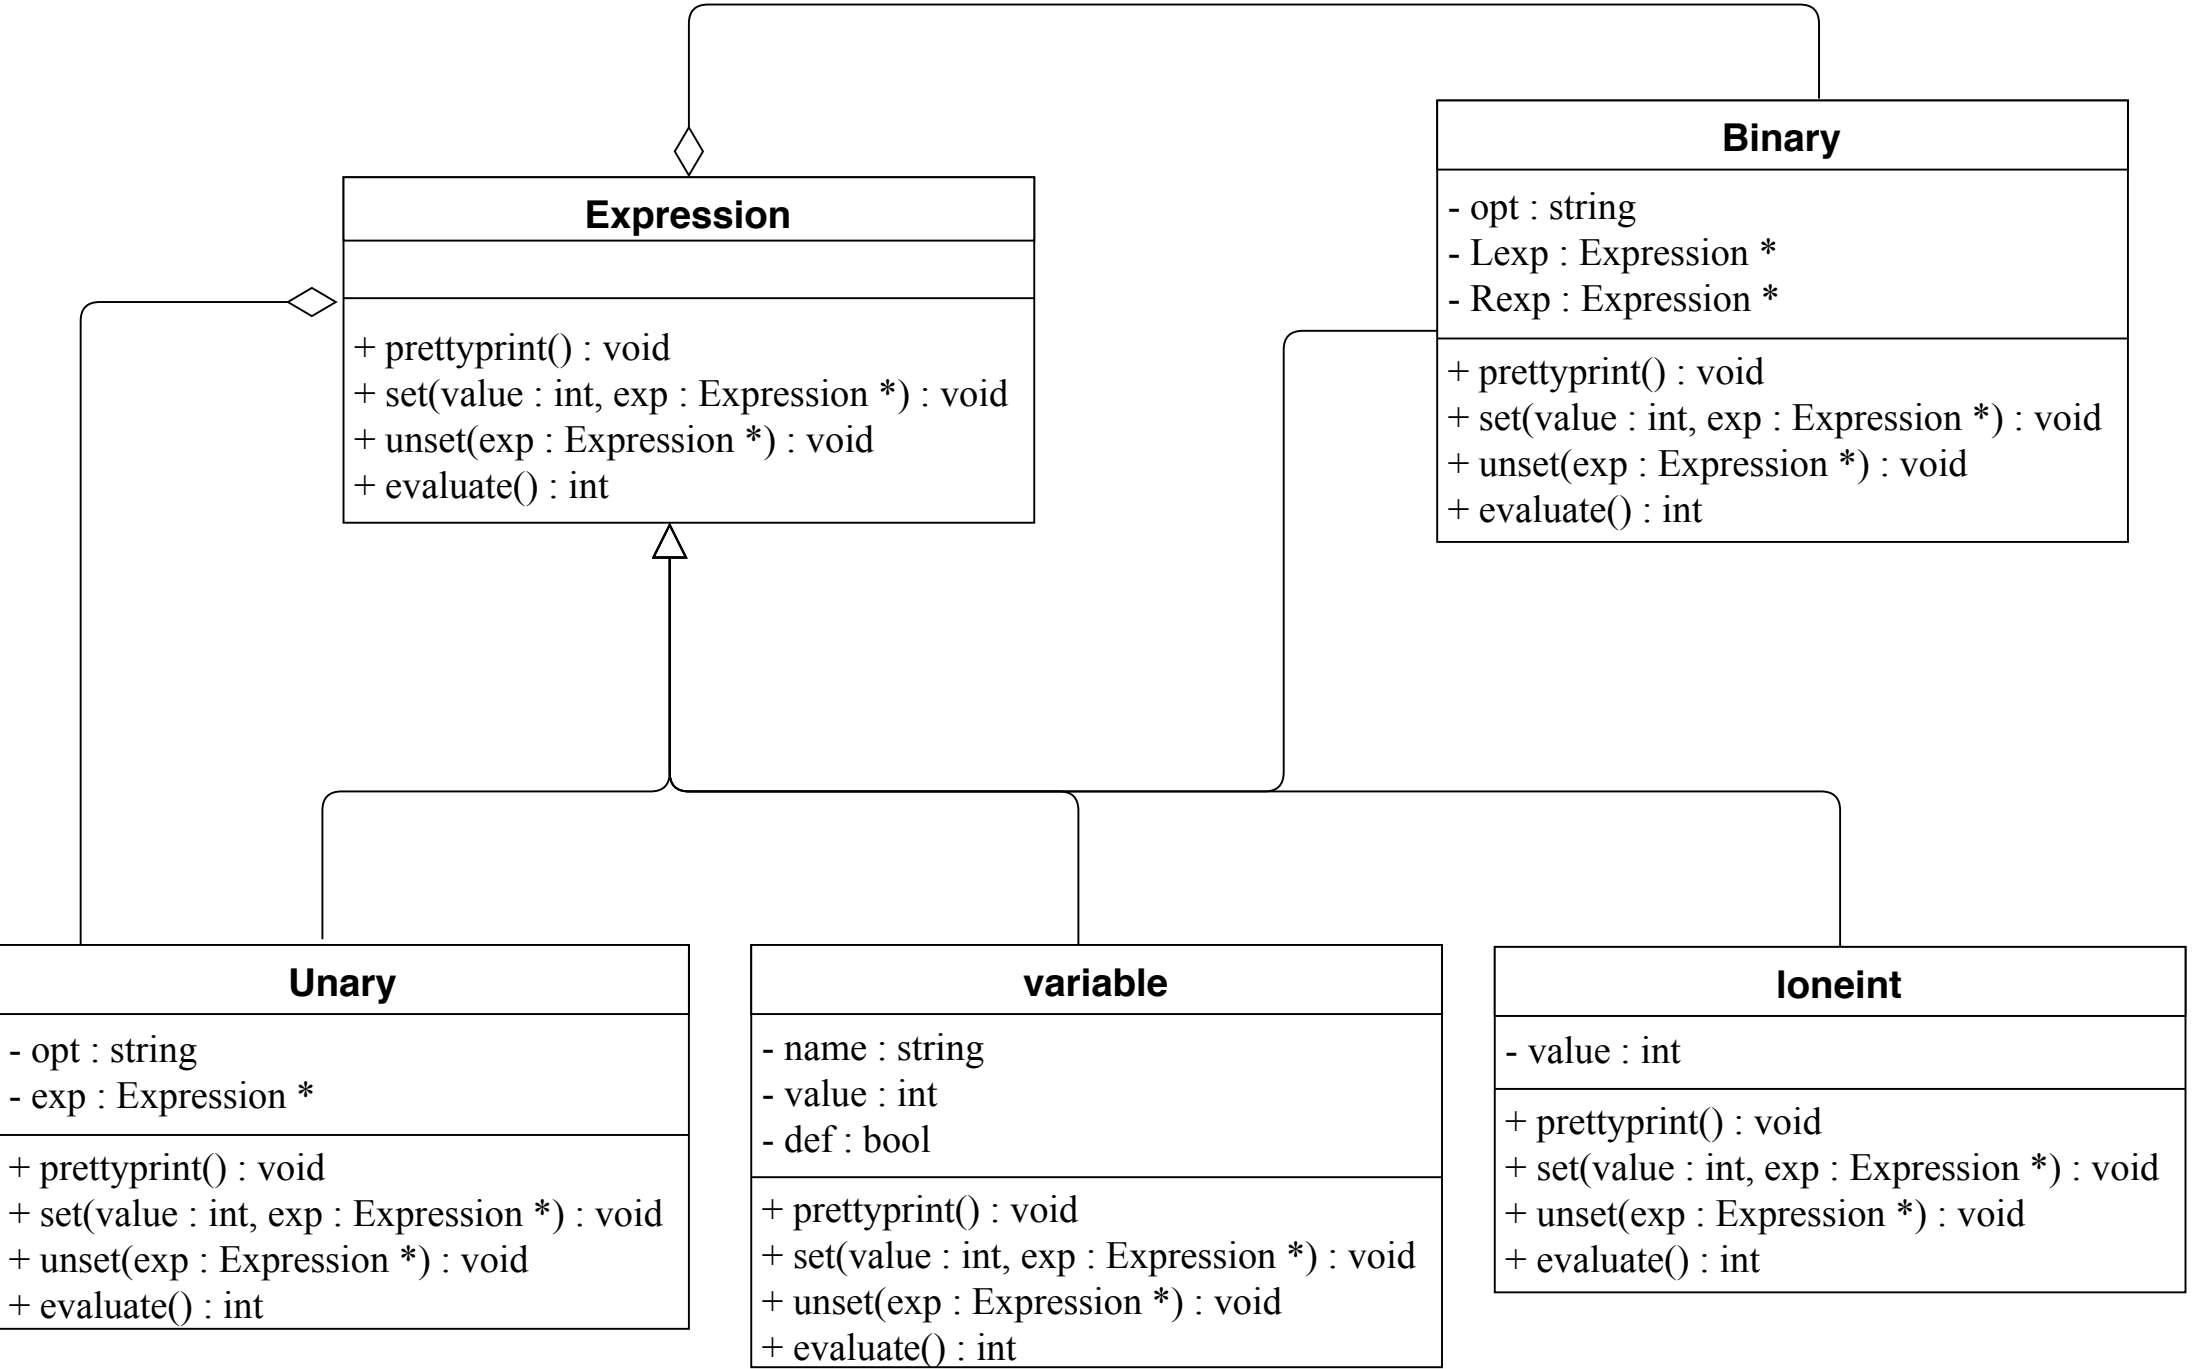 Expression
+ prettyprint() : void
+ set(value : int, exp : Expression *) : void
+ unset(exp : Expression *) : void
+ evaluate() : int
Binary
- opt : string
- Lexp : Expression *
- Rexp : Expression *
+ prettyprint() : void
+ set(value : int, exp : Expression *) : void
+ unset(exp : Expression *) : void
+ evaluate() : int
Unary
- opt : string
- exp : Expression *
+ prettyprint() : void
+ set(value : int, exp : Expression *) : void
+ unset(exp : Expression *) : void
+ evaluate() : int
variable
- name : string
- value : int
- def : bool
+ prettyprint() : void
+ set(value : int, exp : Expression *) : void
+ unset(exp : Expression *) : void
+ evaluate() : int
loneint
- value : int
+ prettyprint() : void
+ set(value : int, exp : Expression *) : void
+ unset(exp : Expression *) : void
+ evaluate() : int